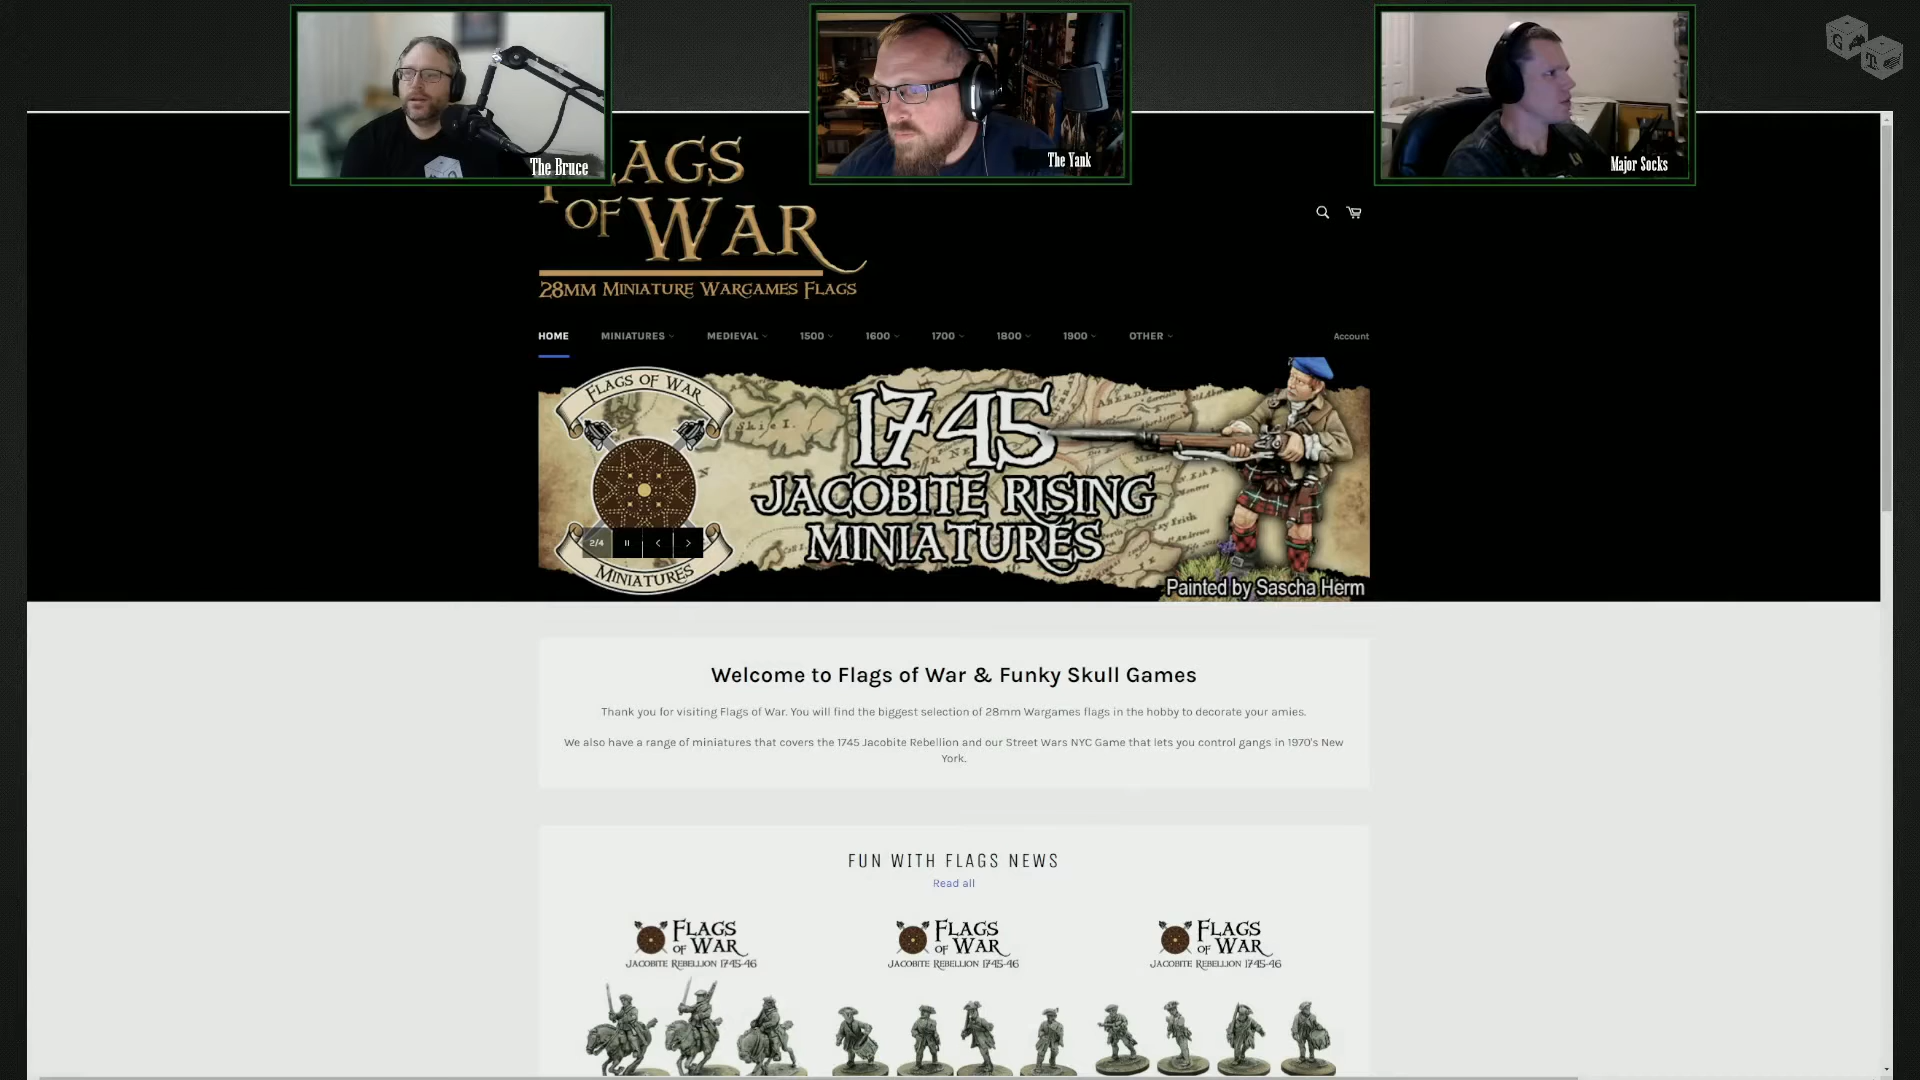 The Bruce
The Yank
Major Socks
LAGS
OF WAR
28MM MINIATURE WARGAMES FLAGS
HOME
MINIATURES
MEDIEVAL
1500
1600
1700
1800
1900
OTHER
Account
FLAGS OF WAR
MINIATURES
Skie I.
1745
JACOBITE RISING
MINIATURES
Painted by Sascha Herm
2/4
Welcome to Flags of War & Funky Skull Games
Thank you for visiting Flags of War. You will find the biggest selection of 28mm Wargames flags in the hobby to decorate your amies.
We also have a range of miniatures that covers the 1745 Jacobite Rebellion and our Street Wars NYC Game that lets you control gangs in 1970's New
York.
FUN WITH FLAGS NEWS
Read all
FLAGS
OF WAR
JACOBITE REBELLION 1745-46
FLAGS
OF WAR
JACOBITE REBELLION 1745-46
FLAGS
OF WAR
JACOBITE REBELLION 1745-46